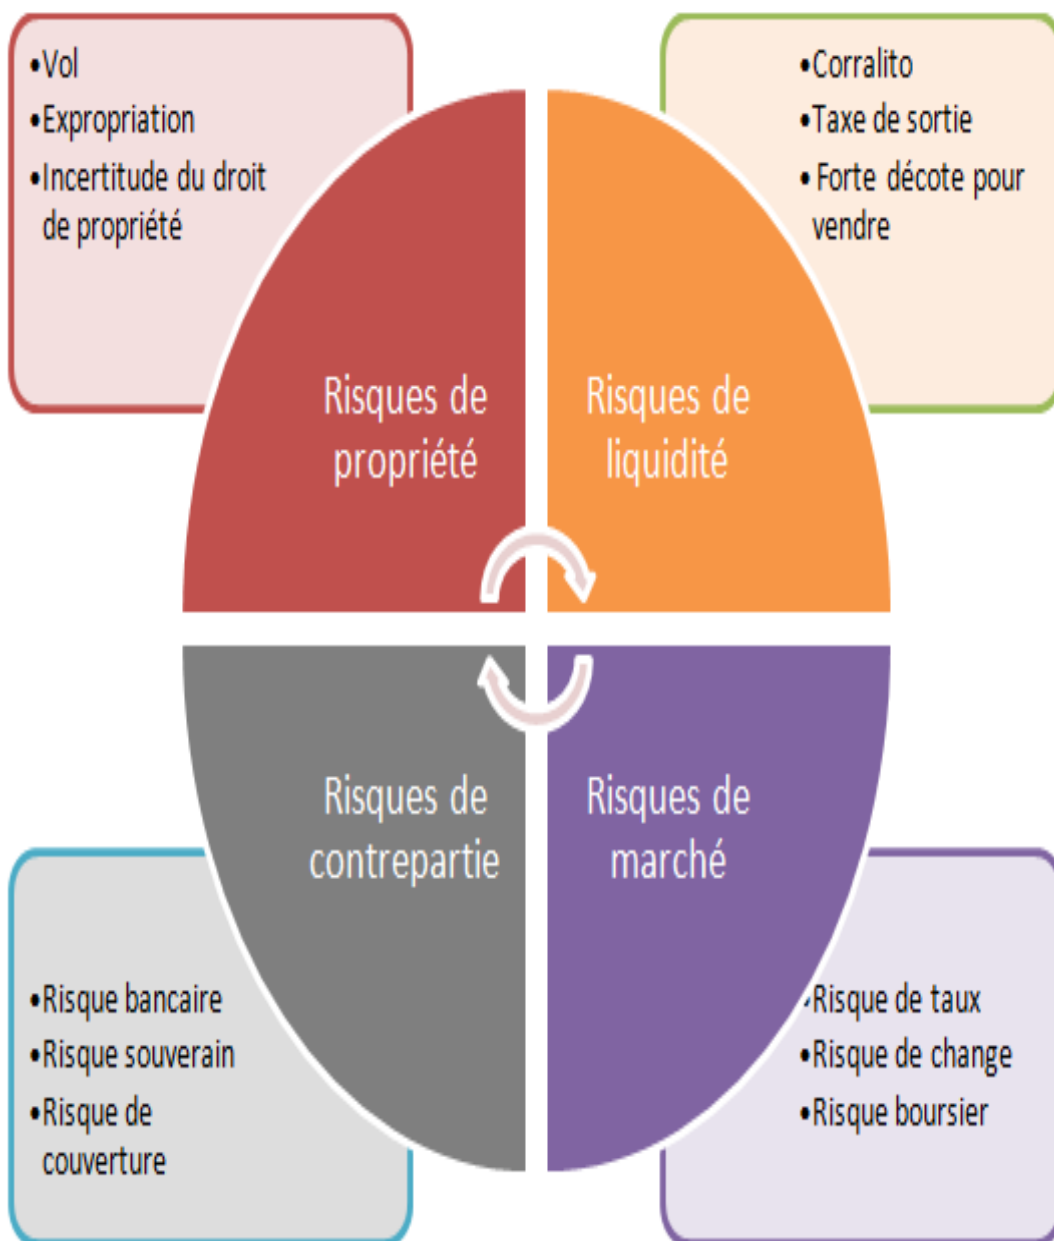 •Vol
•Expropriation
•Incertitude du droit
de propriété
•Corralito
•Taxe de sortie
• Forte décote pour
vendre
Risques de
propriété
Risques de
liquidité
Risques de
contrepartie
Risques de
marché
•Risque bancaire
•Risque souverain
•Risque de
couverture
•Risque de taux
•Risque de change
•Risque boursier